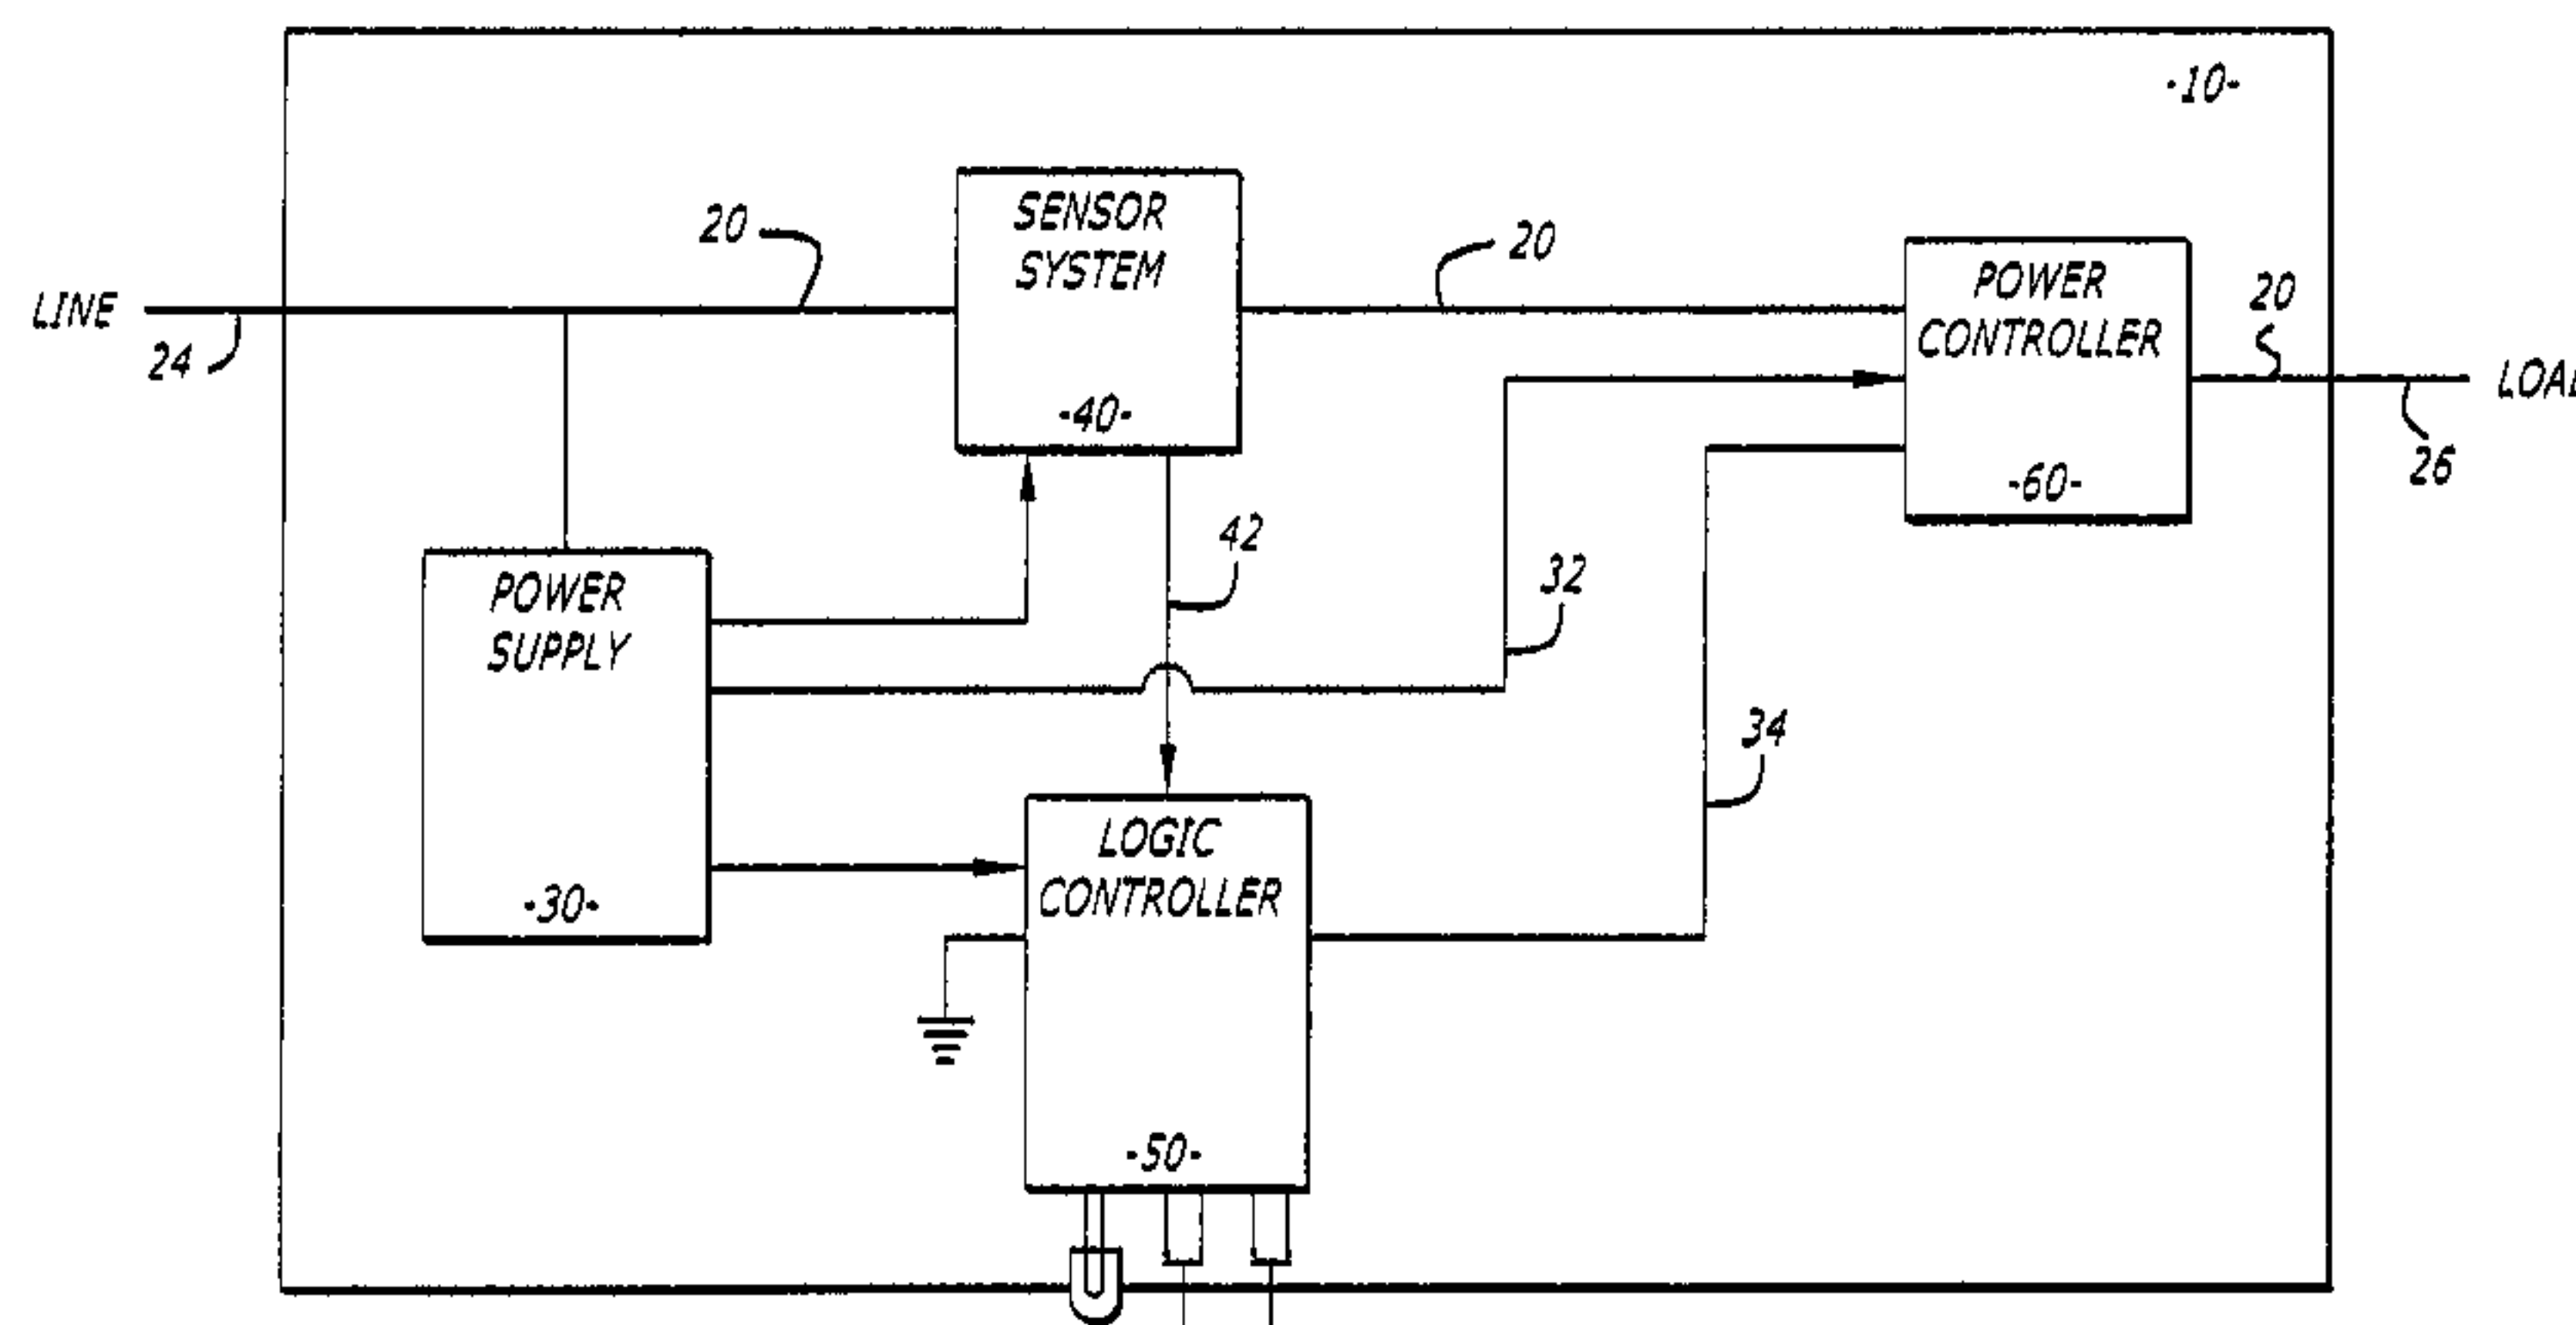 -10-
SENSOR
SYSTEM
-40-
20
20
POWER
CONTROLLER
-60-
20
LINE
24
26
42
32
POWER
SUPPLY
-30-
34
LOGIC
CONTROLLER
-50-